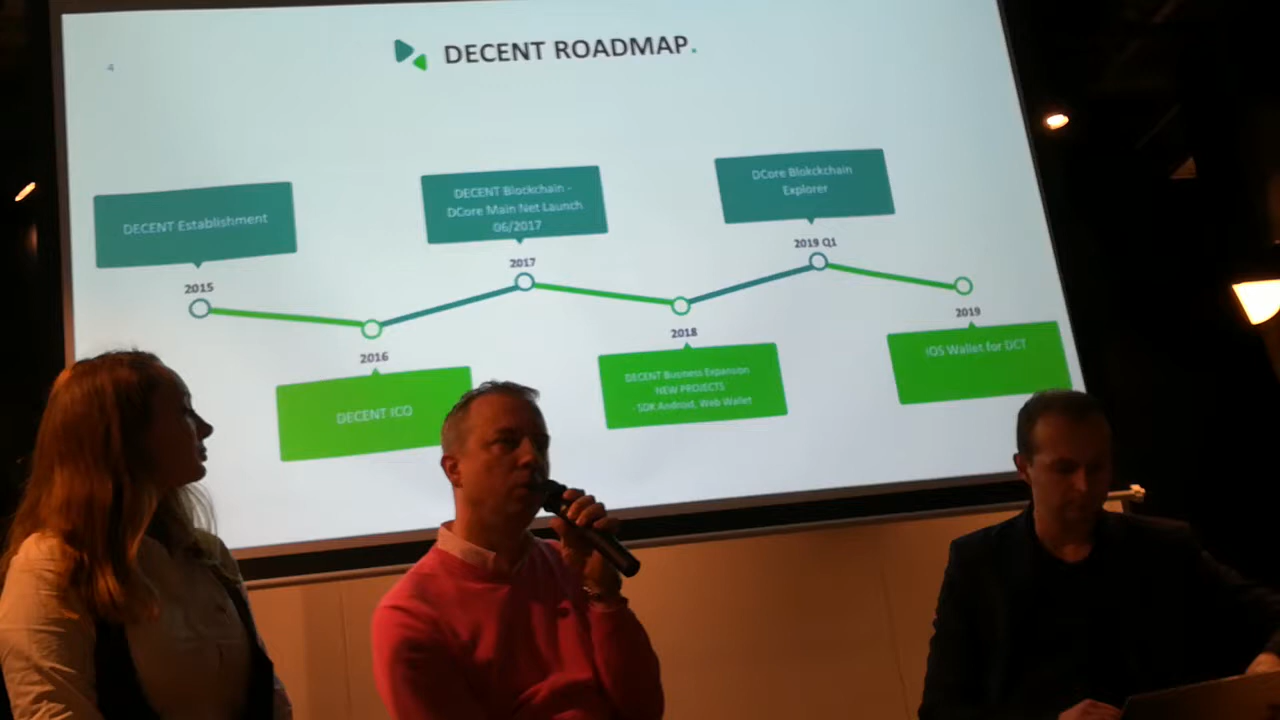 4
DECENT ROADMAP.
DECENT Establishment
2015
2016
DECENT ICO
DECENT Blockchain -
DCore Main Net Launch
06/2017
2017
2018
DECENT Business Expansion
NEW PROJECTS
- SDK Android, Web Wallet
DCore Blokckchain
Explorer
2019 Q1
2019
iOS Wallet for DCT